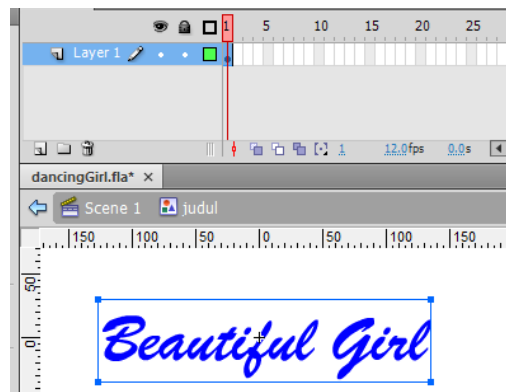 1 5 10 15 20 25
Layer 1
1 12.0fps 0.0s
dancingGirl.fla* ×
Scene 1 judul
150 100 50 0 50 100 150
50
0
Beautiful Girl